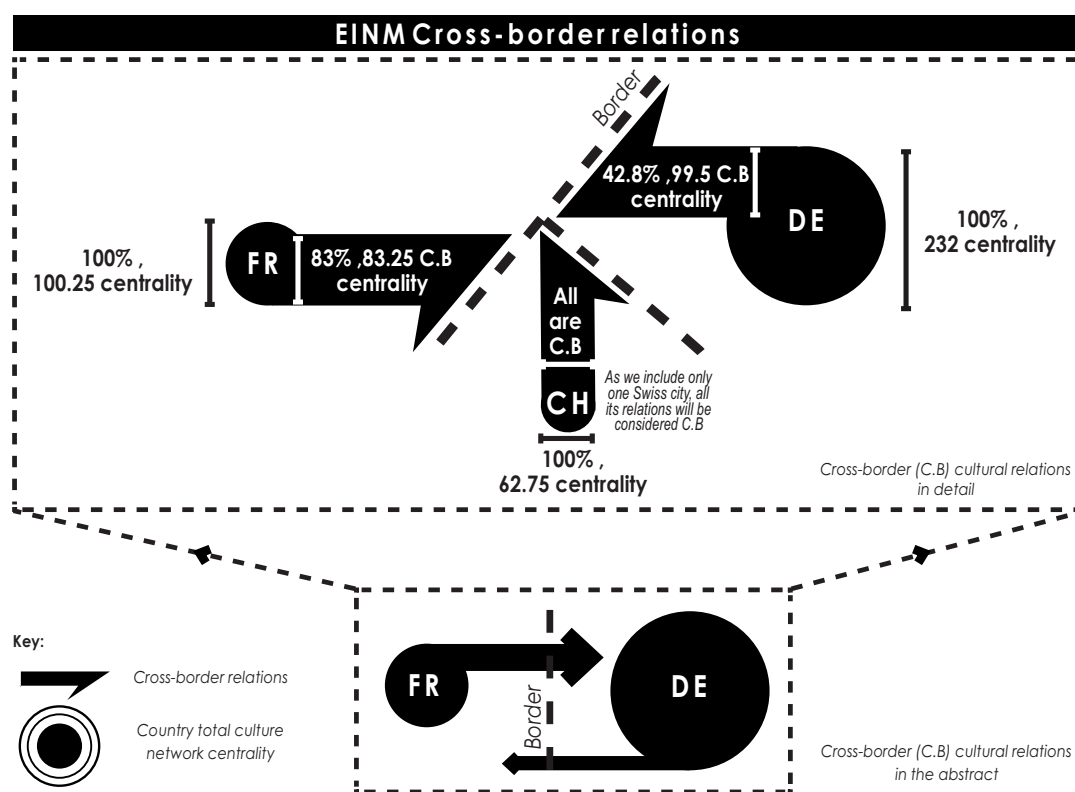 EINM Cross-border relations
Border
42.8% ,99.5 C.B
centrality
DE
100% ,
232 centrality
100% ,
100.25 centrality
FR
83% ,83.25 C.B
centrality
All
are
C.B
CH
As we include only
one Swiss city, all
its relations will be
considered C.B
100% ,
62.75 centrality
Cross-border (C.B) cultural relations
in detail
Key:
Cross-border relations
Country total culture
network centrality
FR
Border
DE
Cross-border (C.B) cultural relations
in the abstract